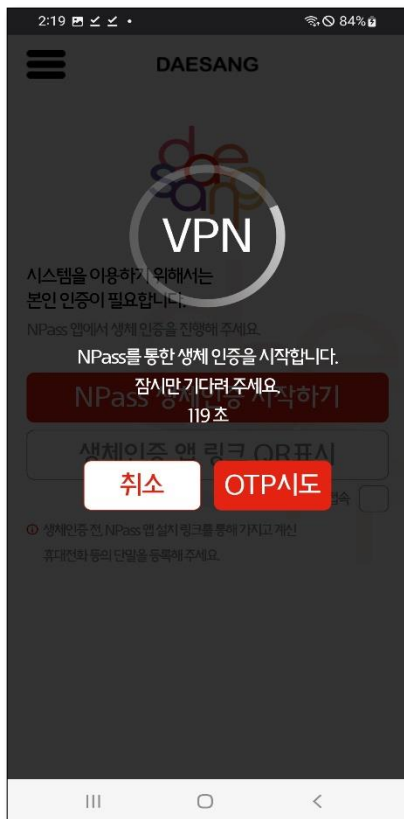 2:19
84%
DAESANG
daesang
VPN
시스템을 이용하기 위해서는
본인 인증이 필요합니다.
NPass 앱에서 생체 인증을 진행해 주세요.
NPass를 통한 생체 인증을 시작합니다.
잠시만 기다려 주세요.
119 초
NPass 생체인증 시작하기
생체인증 앱 링크 QR표시
취소
OTP시도
속
생체인증 전, NPass 앱 설치 링크를 통해 가지고 계신
휴대전화 등의 단말을 등록해 주세요.